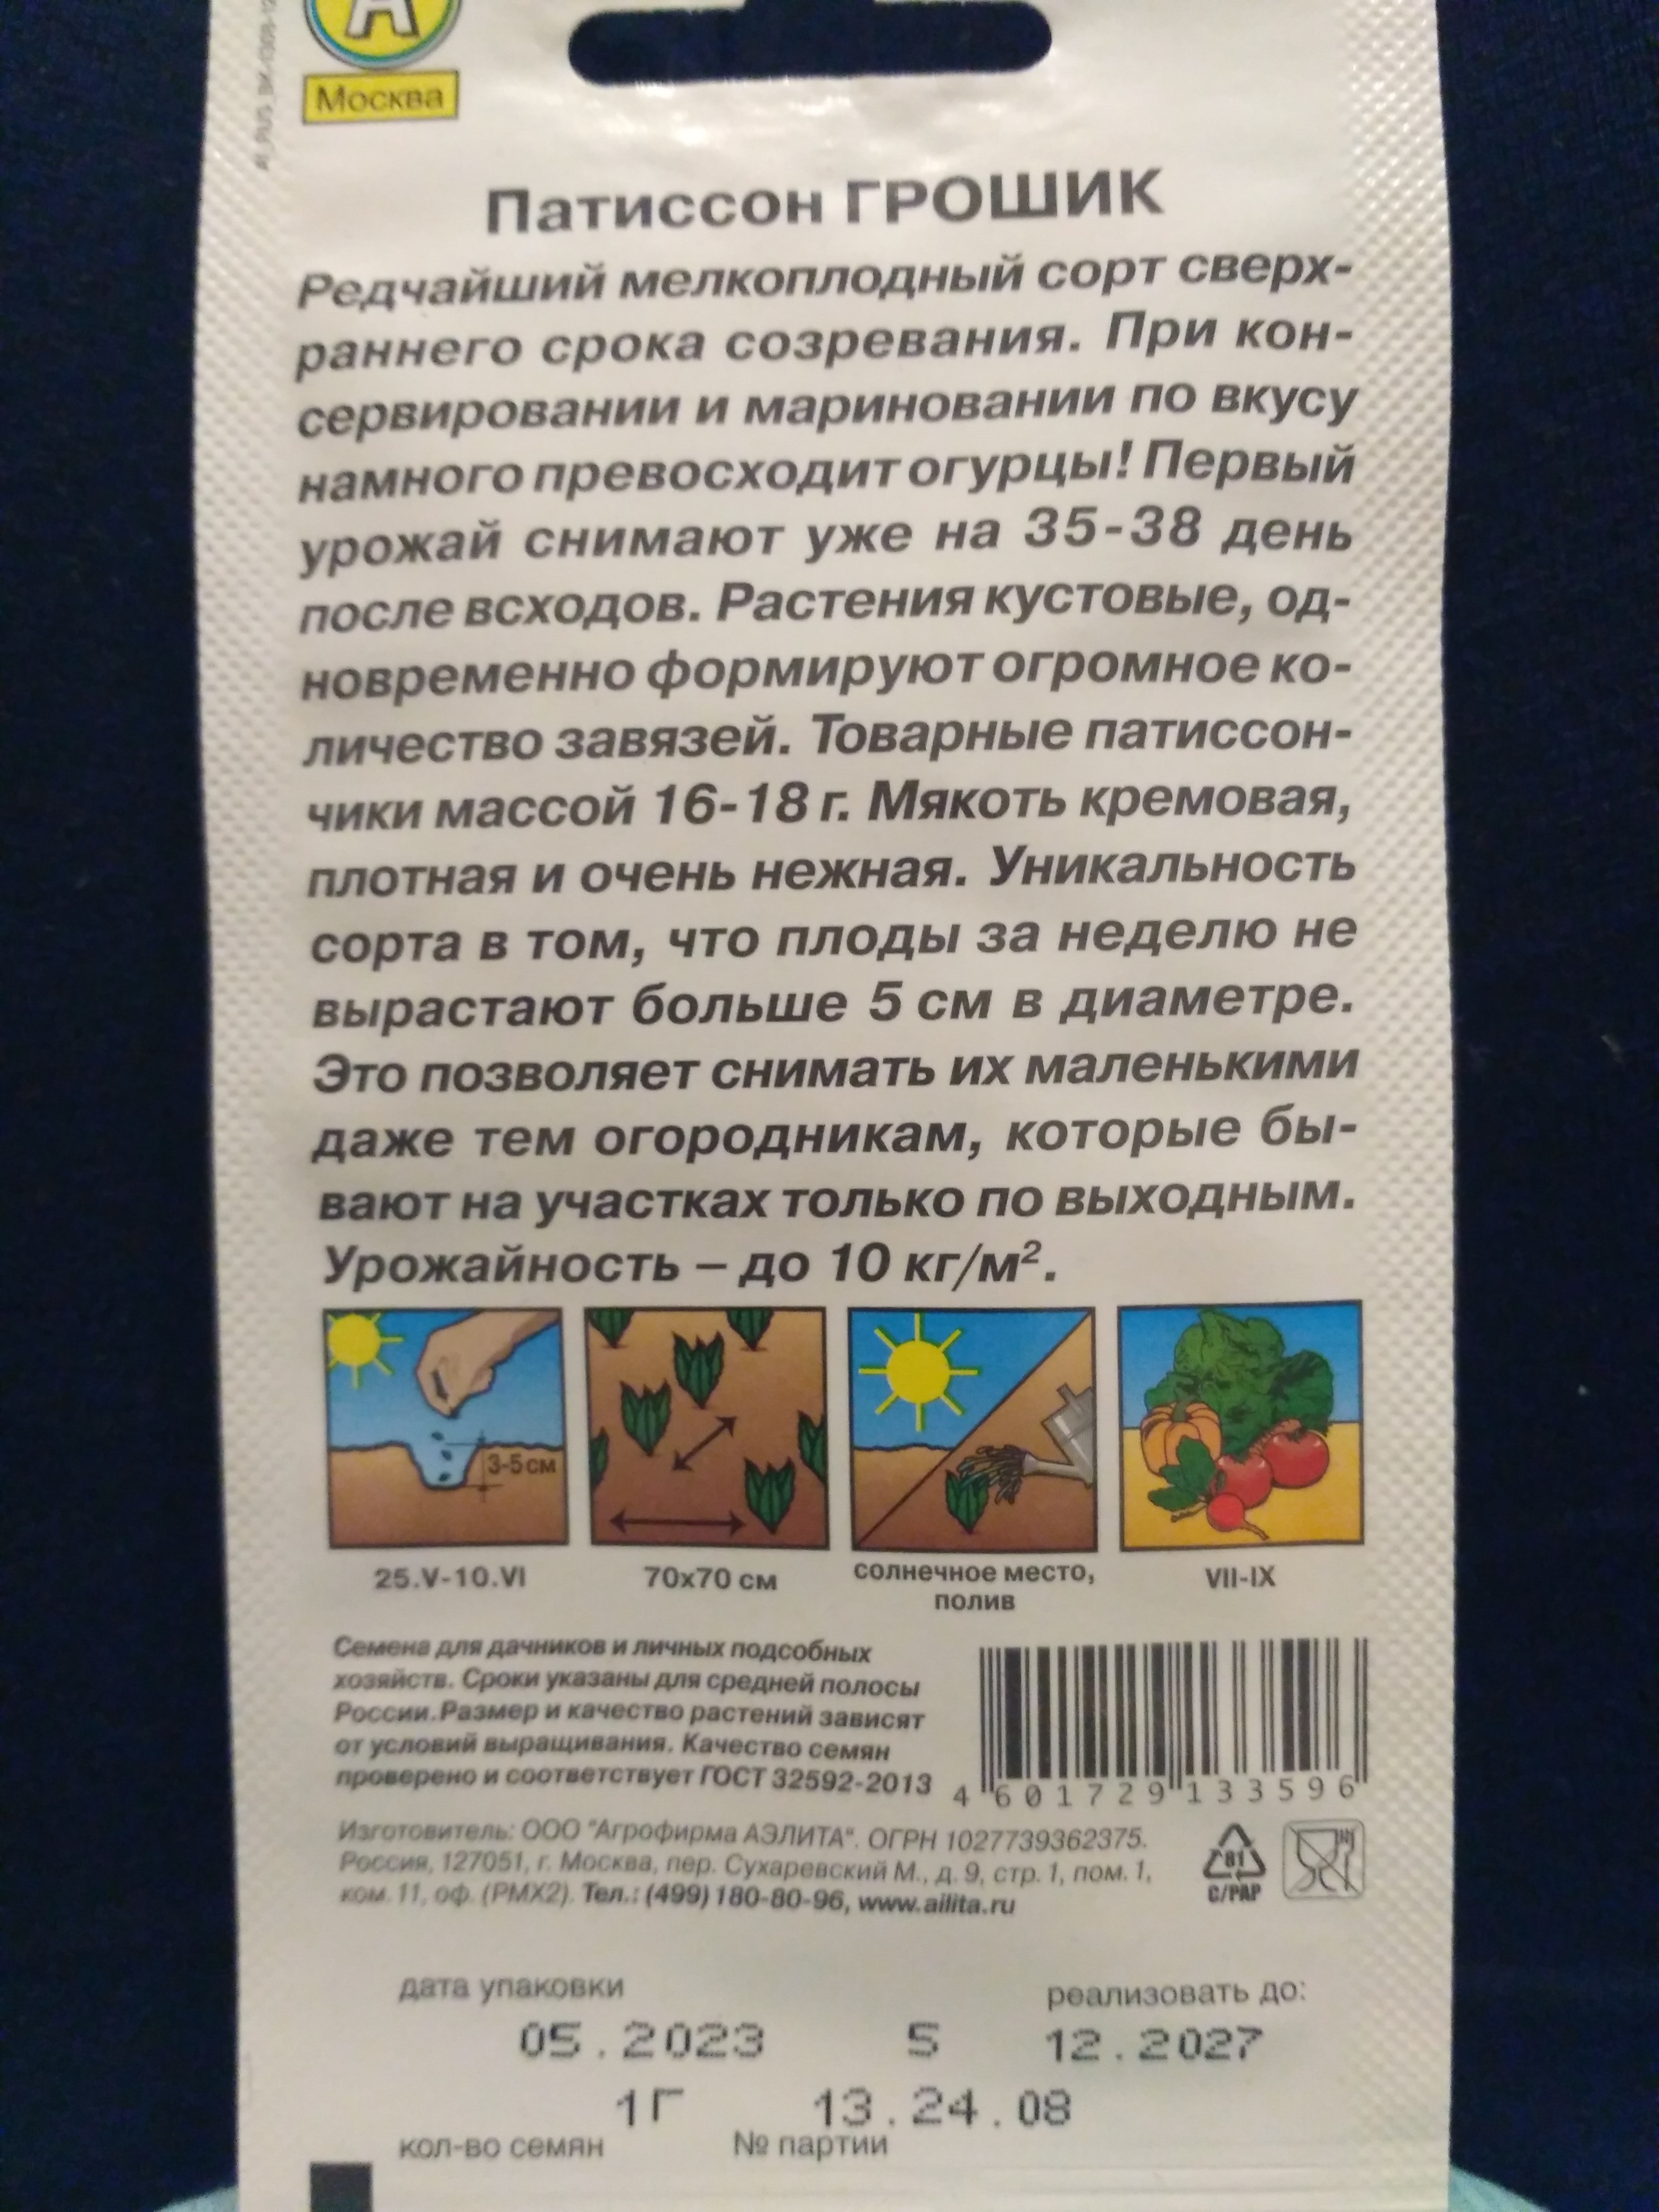 А
Москва
Патиссон ГРОШИК
Редчайший мелкоплодный сорт сверх-
раннего срока созревания. При кон-
сервировании и мариновании по вкусу
намного превосходит огурцы! Первый
урожай снимают уже на 35-38 день
после всходов. Растения кустовые, од-
новременно формируют огромное ко-
личество завязей. Товарные патиссон-
чики массой 16-18 г. Мякоть кремовая,
плотная и очень нежная. Уникальность
сорта в том, что плоды за неделю не
вырастают больше 5 см в диаметре.
Это позволяет снимать их маленькими
даже тем огородникам, которые бы-
вают на участках только по выходным.
Урожайность – до 10 кг/м².
3-5 см
25.V-10.VI
70х70 см
солнечное место,
полив
VII-IX
Семена для дачников и личных подсобных
хозяйств. Сроки указаны для средней полосы
России. Размер и качество растений зависят
от условий выращивания. Качество семян
проверено и соответствует ГОСТ 32592-2013
4 601729 133596
Изготовитель: ООО "Агрофирма АЭЛИТА". ОГРН 1027739362375.
Россия, 127051, г. Москва, пер. Сухаревский М., д. 9, стр. 1, пом. 1,
ком. 11, оф. (РМХ2). Тел.: (499) 180-80-96, www.ailita.ru
81
C/PAP
дата упаковки
реализовать до:
05.2023 5 12.2027
1Г 13.24.08
кол-во семян № партии